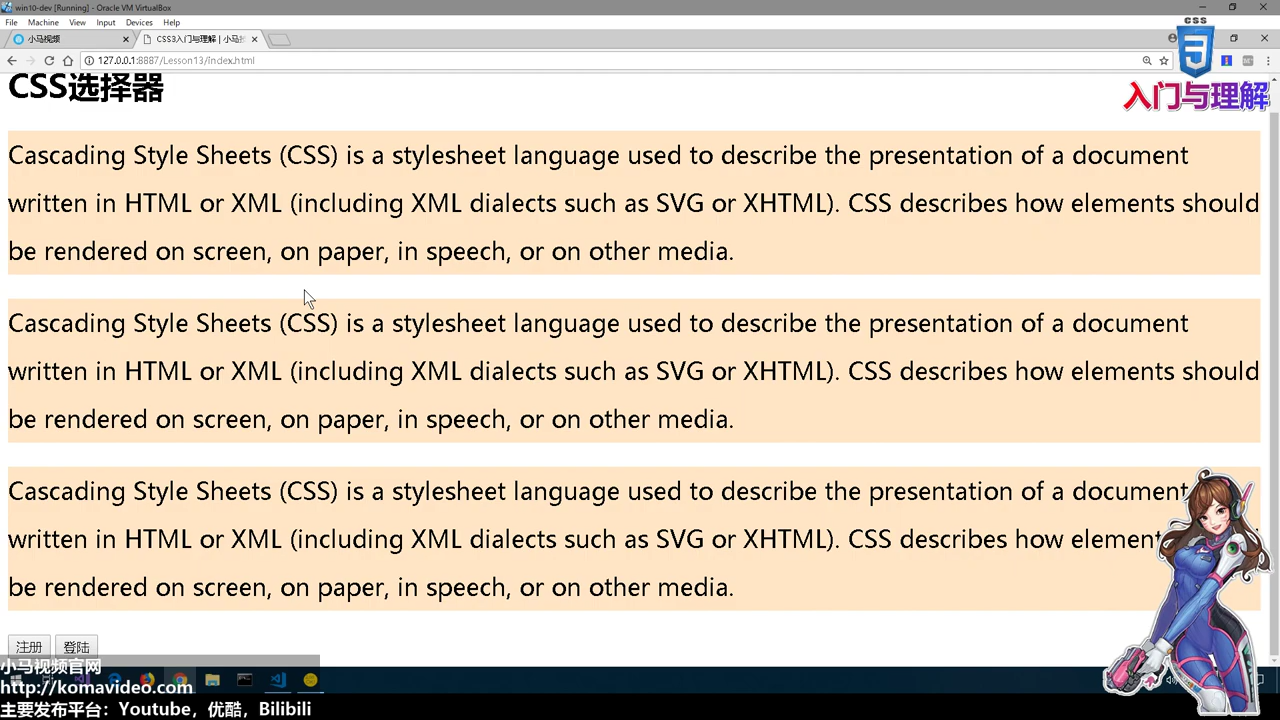 win10-dev [Running] - Oracle VM VirtualBox
File Machine View Input Devices Help
小马视频
CSS3入门与理解 | 小马
127.0.0.1:8887/Lesson13/index.html
CSS
3
入门与理解
CSS选择器
Cascading Style Sheets (CSS) is a stylesheet language used to describe the presentation of a document
written in HTML or XML (including XML dialects such as SVG or XHTML). CSS describes how elements should
be rendered on screen, on paper, in speech, or on other media.
Cascading Style Sheets (CSS) is a stylesheet language used to describe the presentation of a document
written in HTML or XML (including XML dialects such as SVG or XHTML). CSS describes how elements should
be rendered on screen, on paper, in speech, or on other media.
Cascading Style Sheets (CSS) is a stylesheet language used to describe the presentation of a document
written in HTML or XML (including XML dialects such as SVG or XHTML). CSS describes how element
be rendered on screen, on paper, in speech, or on other media.
注册 登陆
小马视频官网
http://komavideo.com
主要发布平台：Youtube，优酷，Bilibili